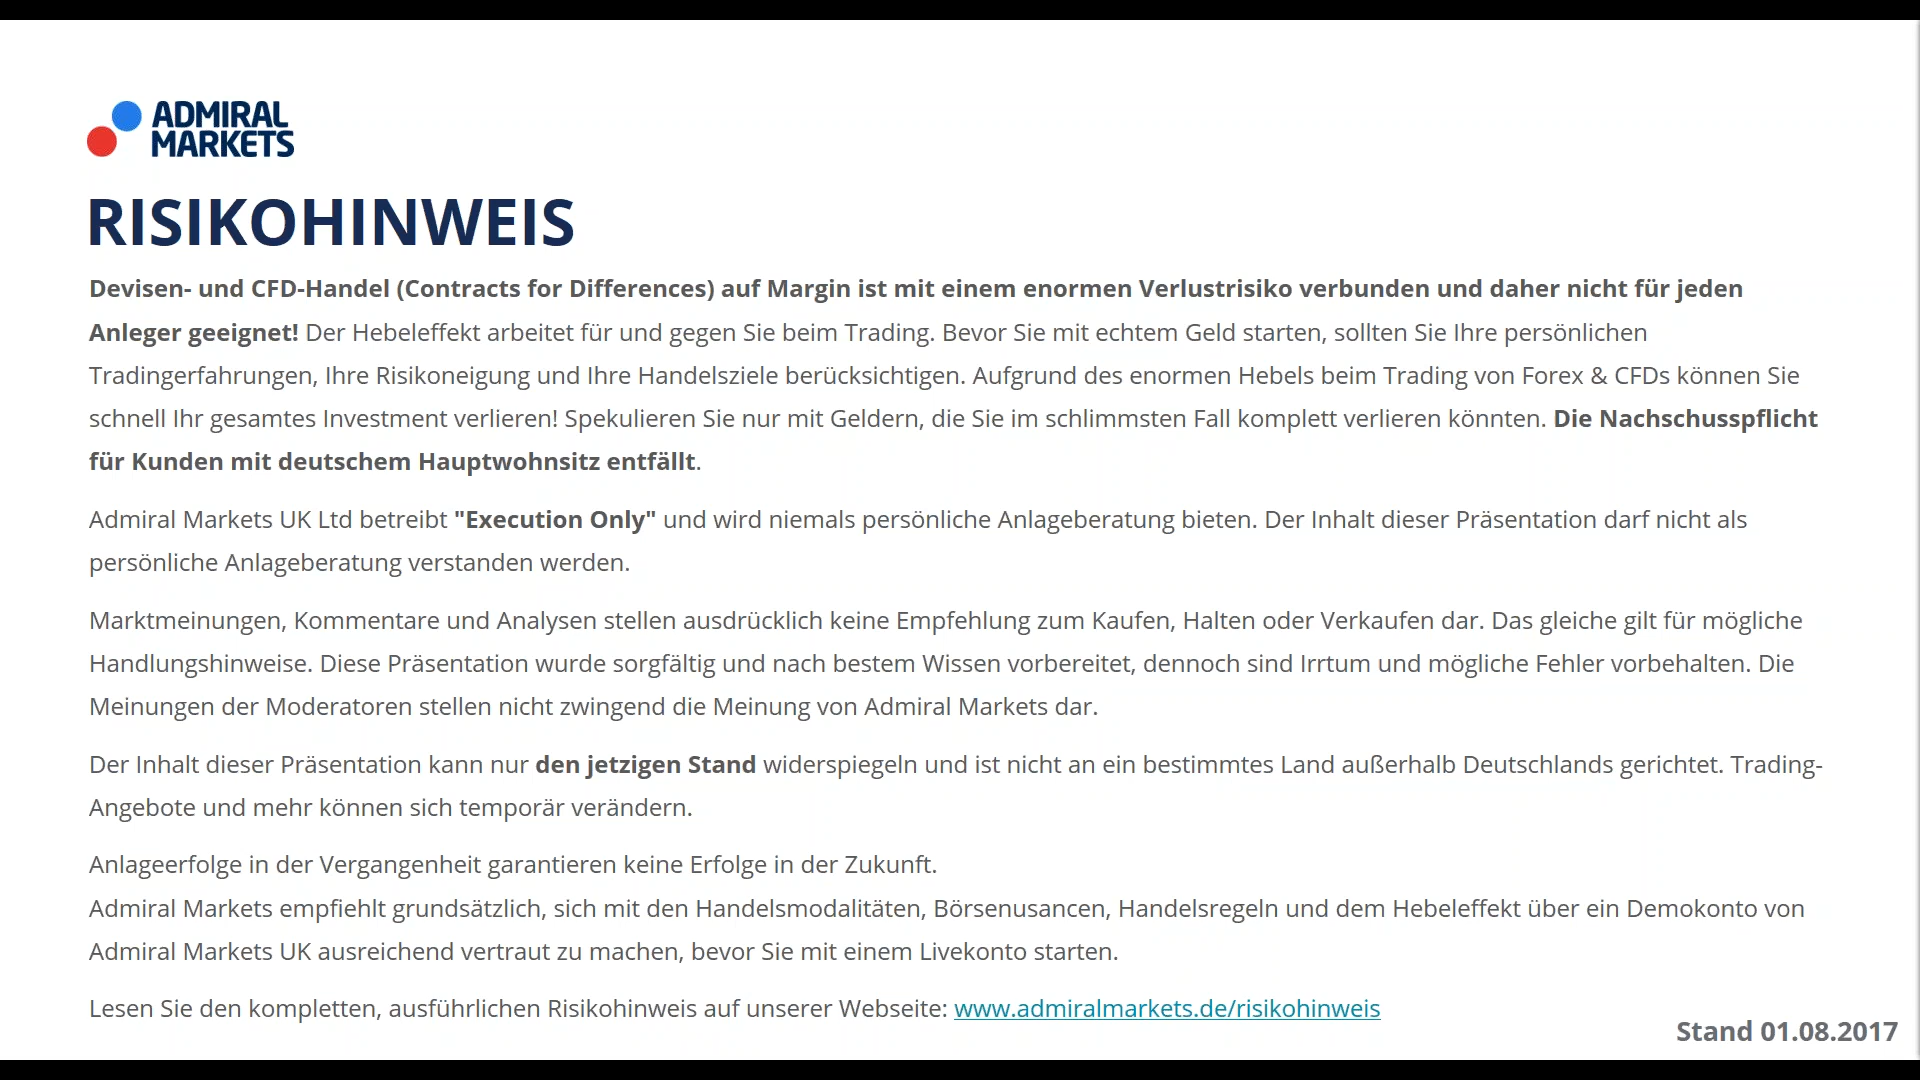 ADMIRAL
MARKETS
RISIKOHINWEIS
Devisen- und CFD-Handel (Contracts for Differences) auf Margin ist mit einem enormen Verlustrisiko verbunden und daher nicht für jeden
Anleger geeignet! Der Hebeleffekt arbeitet für und gegen Sie beim Trading. Bevor Sie mit echtem Geld starten, sollten Sie Ihre persönlichen
Tradingerfahrungen, Ihre Risikoneigung und Ihre Handelsziele berücksichtigen. Aufgrund des enormen Hebels beim Trading von Forex & CFDs können Sie
schnell Ihr gesamtes Investment verlieren! Spekulieren Sie nur mit Geldern, die Sie im schlimmsten Fall komplett verlieren könnten. Die Nachschusspflicht
für Kunden mit deutschem Hauptwohnsitz entfällt.
Admiral Markets UK Ltd betreibt "Execution Only" und wird niemals persönliche Anlageberatung bieten. Der Inhalt dieser Präsentation darf nicht als
persönliche Anlageberatung verstanden werden.
Marktmeinungen, Kommentare und Analysen stellen ausdrücklich keine Empfehlung zum Kaufen, Halten oder Verkaufen dar. Das gleiche gilt für mögliche
Handlungshinweise. Diese Präsentation wurde sorgfältig und nach bestem Wissen vorbereitet, dennoch sind Irrtum und mögliche Fehler vorbehalten. Die
Meinungen der Moderatoren stellen nicht zwingend die Meinung von Admiral Markets dar.
Der Inhalt dieser Präsentation kann nur den jetzigen Stand widerspiegeln und ist nicht an ein bestimmtes Land außerhalb Deutschlands gerichtet. Trading-
Angebote und mehr können sich temporär verändern.
Anlageerfolge in der Vergangenheit garantieren keine Erfolge in der Zukunft.
Admiral Markets empfiehlt grundsätzlich, sich mit den Handelsmodalitäten, Börsenusancen, Handelsregeln und dem Hebeleffekt über ein Demokonto von
Admiral Markets UK ausreichend vertraut zu machen, bevor Sie mit einem Livekonto starten.
Lesen Sie den kompletten, ausführlichen Risikohinweis auf unserer Webseite: www.admiralmarkets.de/risikohinweis
Stand 01.08.2017